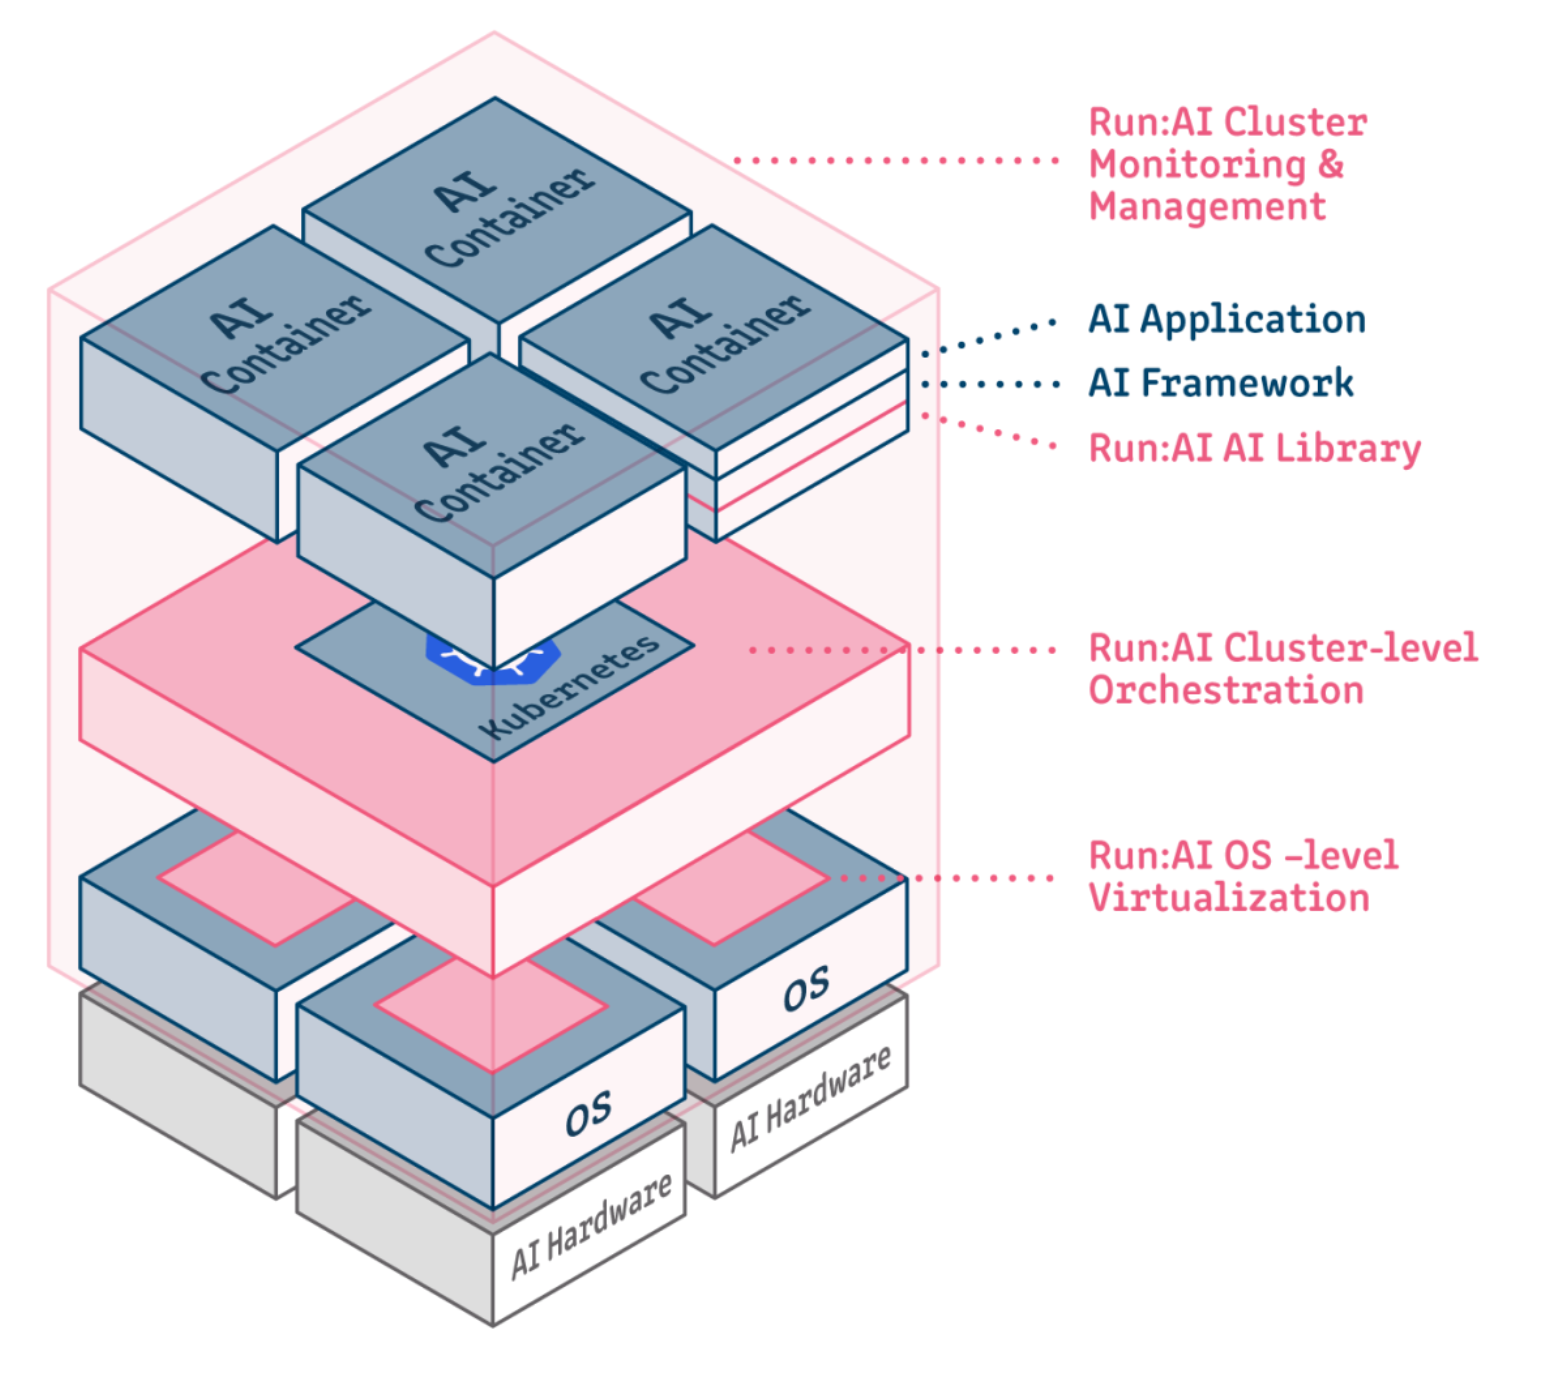 AI
Container
AI
Container
AI
Container
AI
Container
Run:AI Cluster
Monitoring &
Management
AI Application
AI Framework
Run:AI AI Library
Kubernetes
Run:AI Cluster-level
Orchestration
Run:AI OS –level
Virtualization
OS
OS
AI Hardware
AI Hardware